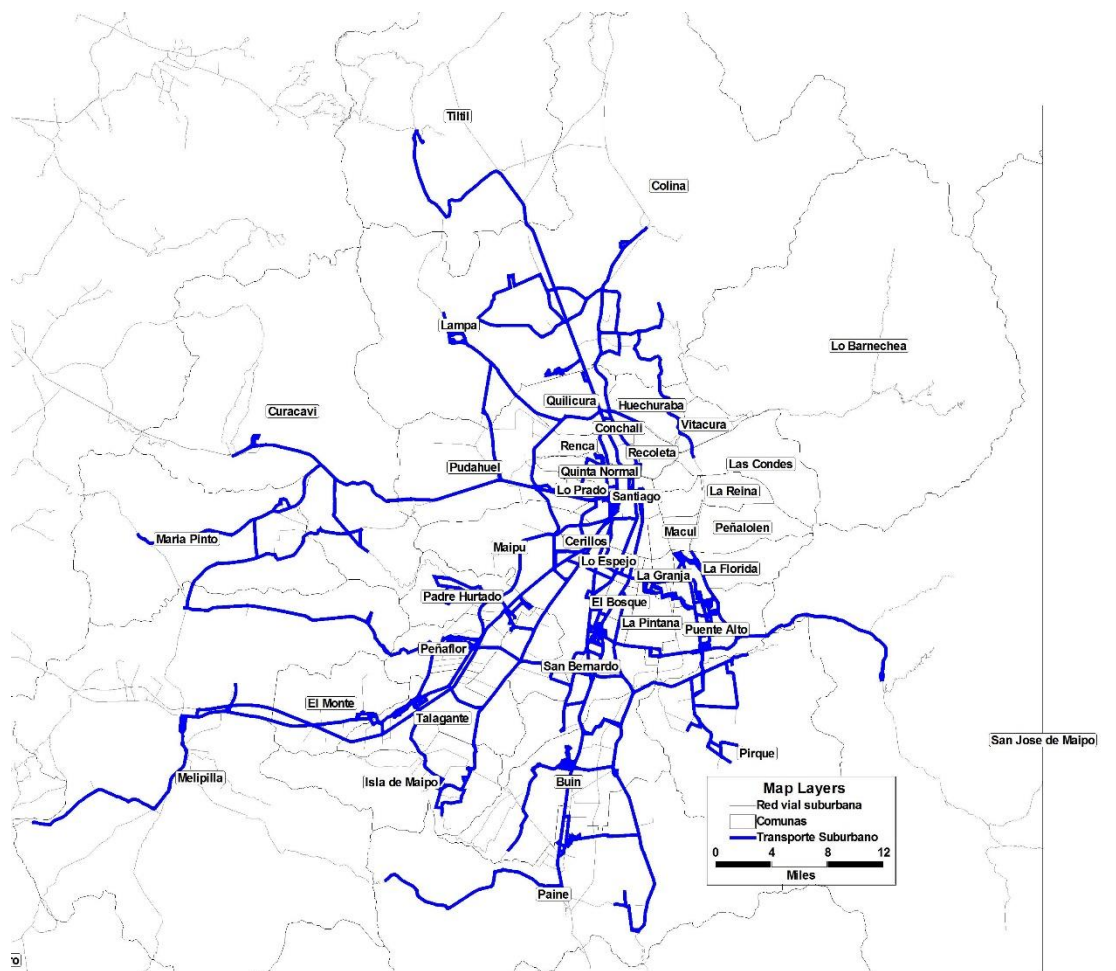 Tiltil
Colina
Lampa
Lo Barnechea
Curacavi
Quilicura
Huechuraba
Conchali
Vitacura
Renca
Recoleta
Pudahuel
Quinta Normal
Las Condes
Lo Prado
Santiago
La Reina
Macul
Peñalolen
Maria Pinto
Cerillos
Maipu
Lo Espejo
La Florida
La Granja
Padre Hurtado
El Bosque
La Pintana
Puente Alto
Peñaflor
San Bernardo
El Monte
Talagante
San Jose de Maipo
Pirque
Melipilla
Isla de Maipo
Buin
Paine
Map Layers
Red vial suburbana
Comunas
Transporte Suburbano
0 4 8 12
Miles
ro